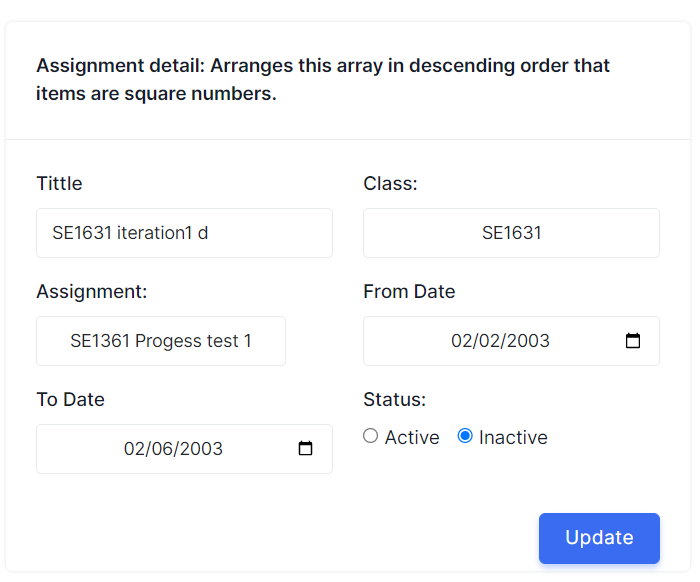 Assignment detail: Arranges this array in descending order that
items are square numbers.
Tittle
Class:
SE1631 iteration1 d
SE1631
Assignment:
From Date
SE1361 Progess test 1
02/02/2003
To Date
Status:
02/06/2003
Active
Inactive
Update